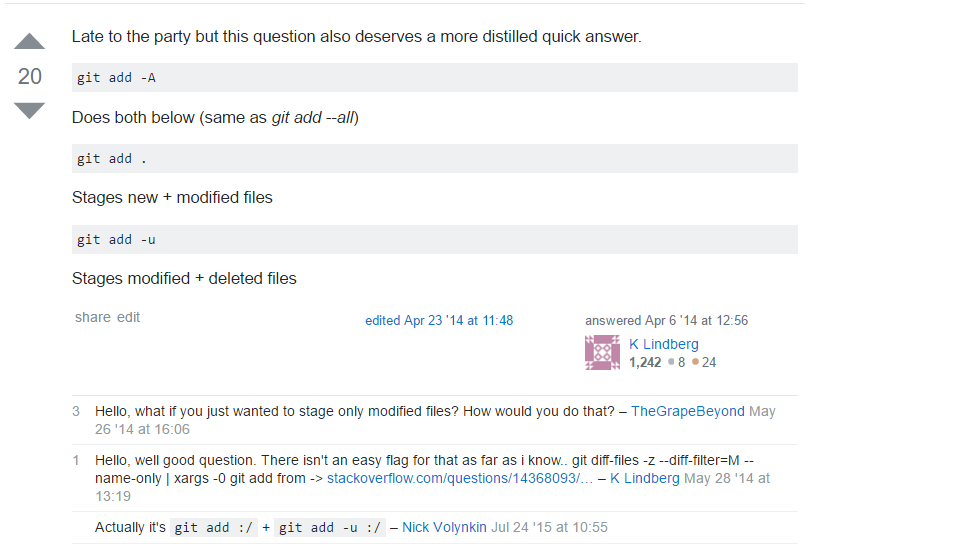 Late to the party but this question also deserves a more distilled quick answer.
20
git add -A
Does both below (same as git add --all)
git add .
Stages new + modified files
git add -u
Stages modified + deleted files
share edit
edited Apr 23 '14 at 11:48
answered Apr 6 '14 at 12:56
K Lindberg
1,242 ● 8 ● 24
3 Hello, what if you just wanted to stage only modified files? How would you do that? – TheGrapeBeyond May
26 '14 at 16:06
1 Hello, well good question. There isn't an easy flag for that as far as i know.. git diff-files -z --diff-filter=M --
name-only | xargs -0 git add from -> stackoverflow.com/questions/14368093/... – K Lindberg May 28 '14 at
13:19
Actually it's git add :/ + git add -u :/ – Nick Volynkin Jul 24 '15 at 10:55